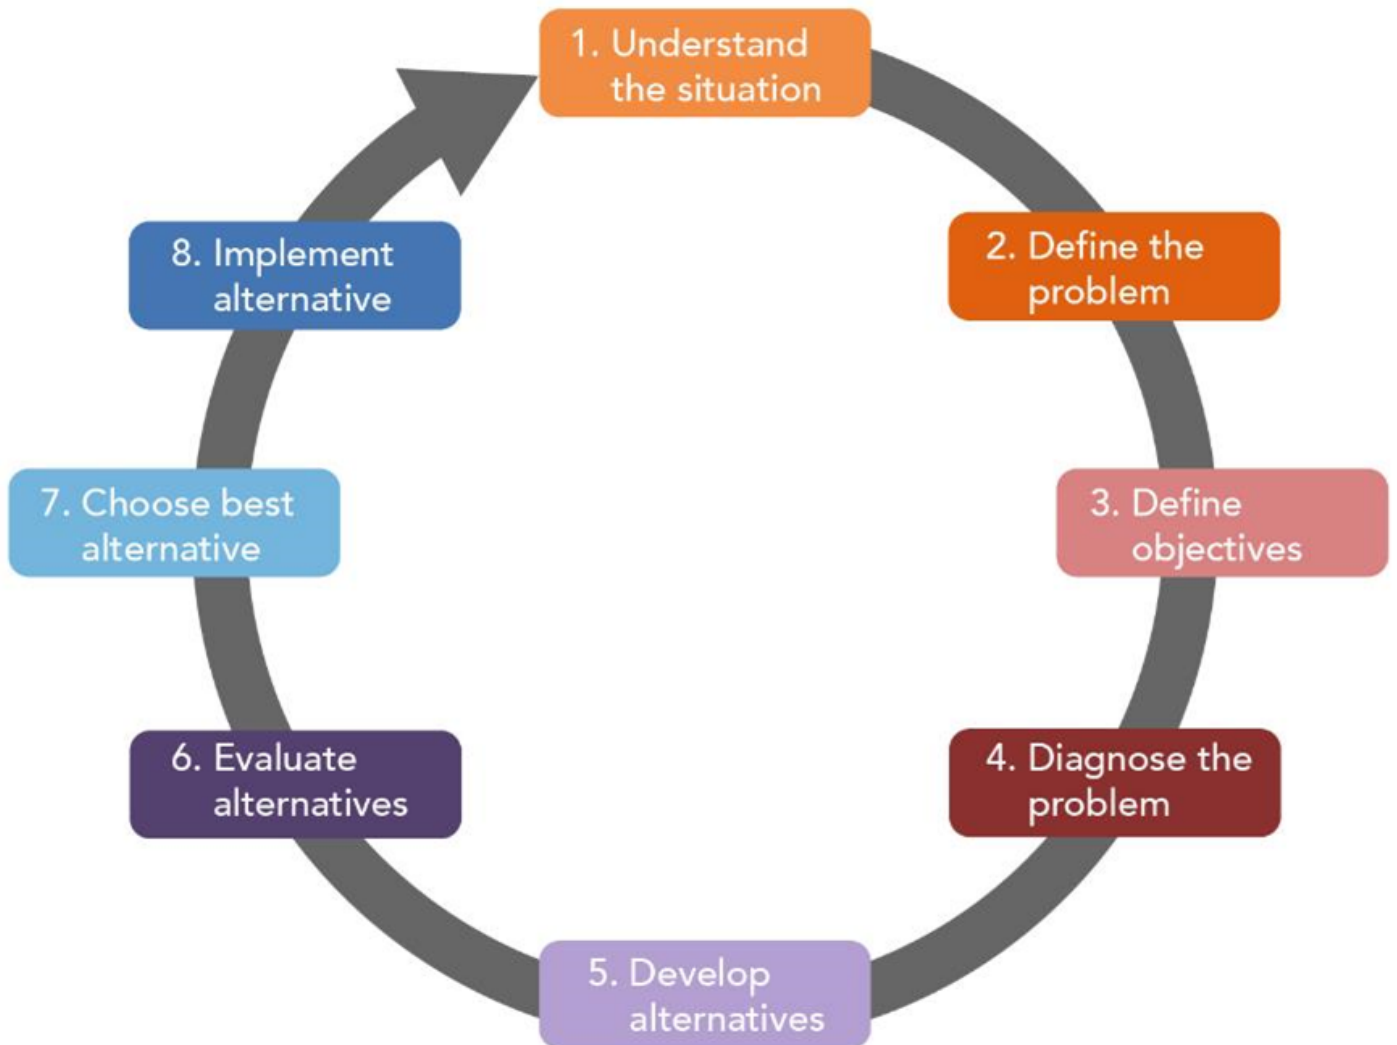 1. Understand
the situation
2. Define the
problem
3. Define
objectives
4. Diagnose the
problem
5. Develop
alternatives
6. Evaluate
alternatives
7. Choose best
alternative
8. Implement
alternative